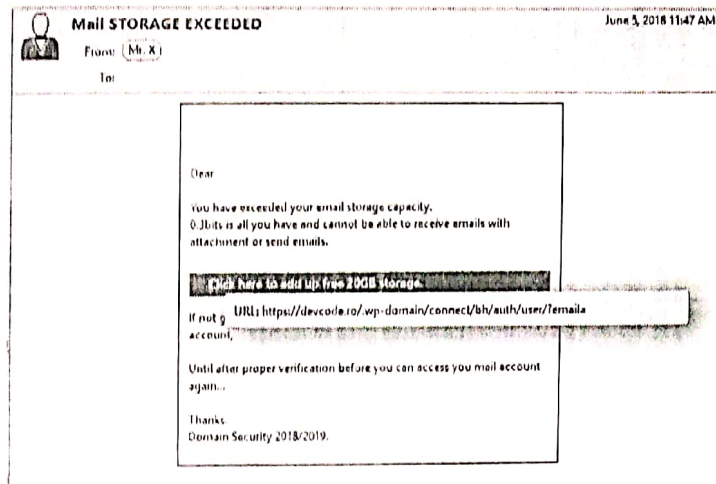 Mail STORAGE EXCEEDED
June 5, 2018 11:47 AM
From: Mr. X
To:
Dear
You have exceeded your email storage capacity.
0.3bits is all you have and cannot be able to receive emails with
attachment or send emails.
Click here to add up free 20GB storage.
URL: https://devcode.ro/.wp-domain/connect/bh/auth/user/?emaila
If not g
account,
Until after proper verification before you can access you mail account
again...
Thanks.
Domain Security 2018/2019.